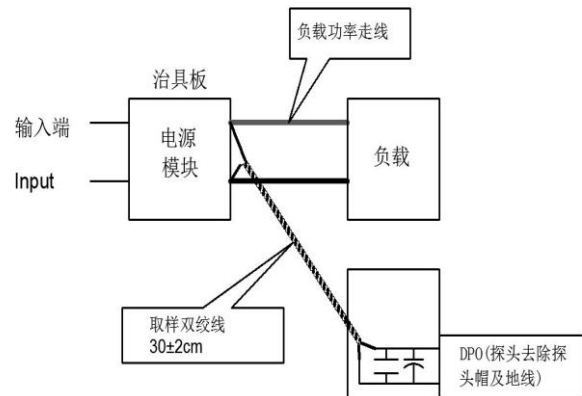 负载功率走线
治具板
输入端
电源
模块
负载
Input
取样双绞线
30±2cm
DPO(探头去除探
头帽及地线)